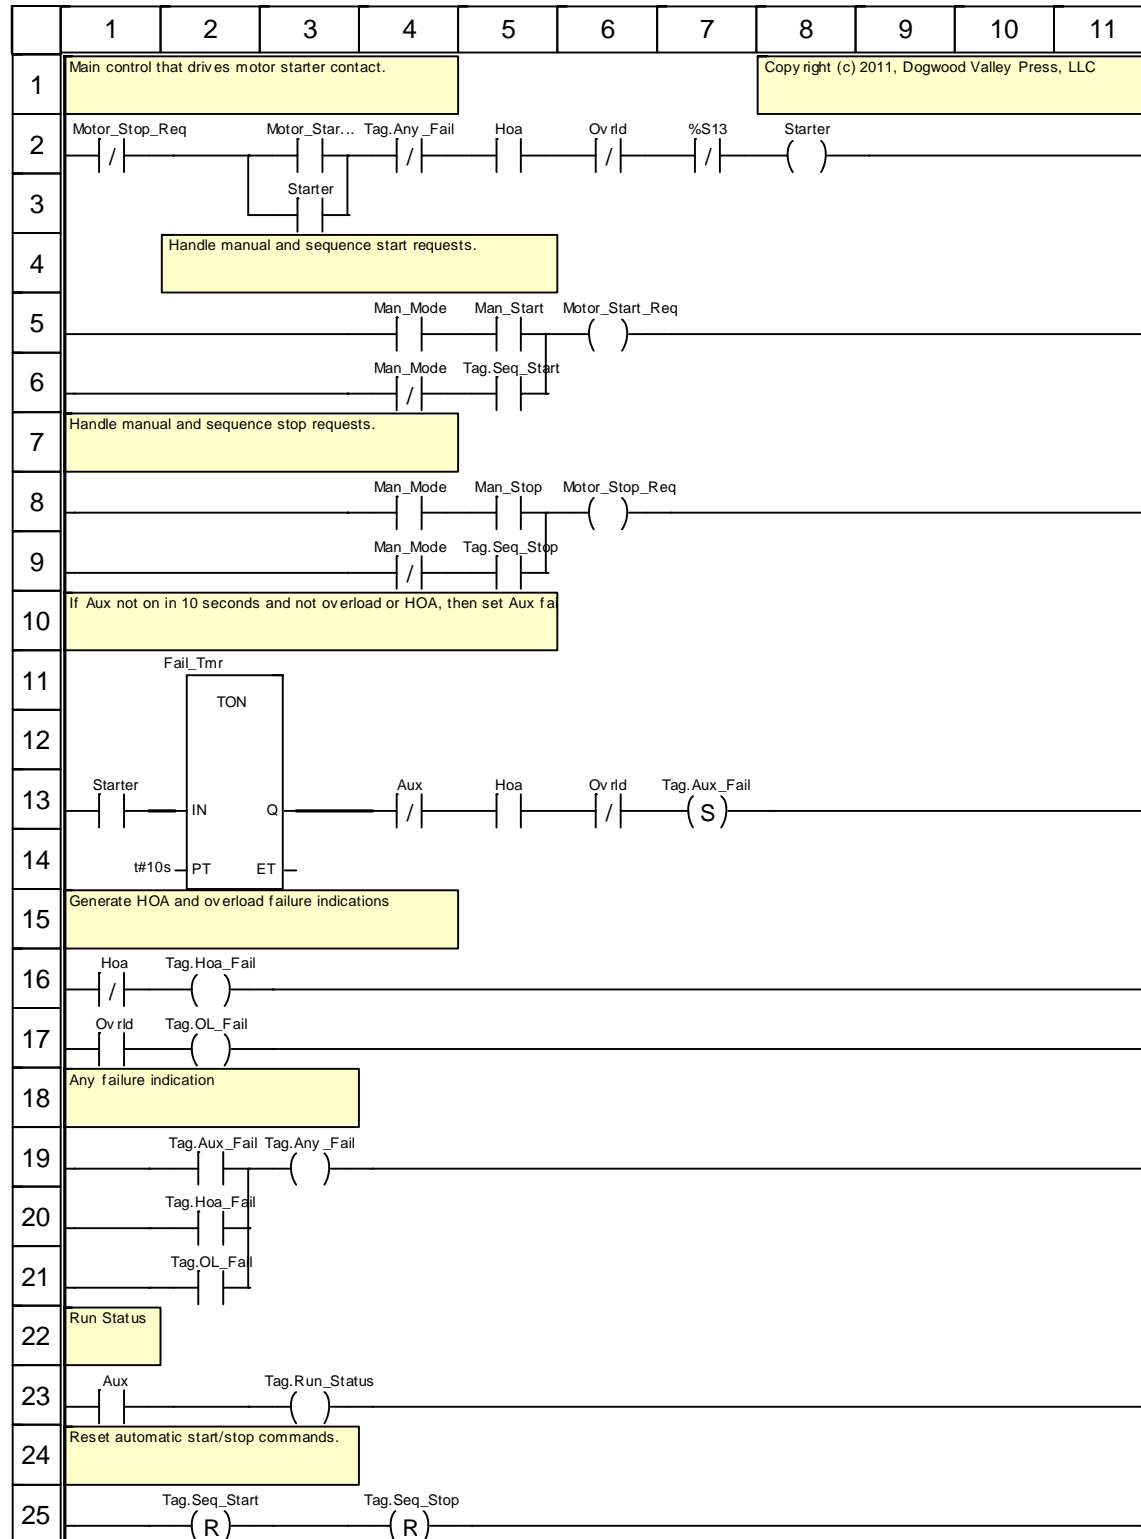 1 2 3 4 5 6 7 8 9 10 11
1 Main control that drives motor starter contact. Copyright (c) 2011, Dogwood Valley Press, LLC
Motor_Stop_Req Motor_Star... Tag.Any_Fail Hoa Ovrld %S13 Starter
2 / / / /
Starter
3
4 Handle manual and sequence start requests.
Man_Mode Man_Start Motor_Start_Req
5
Man_Mode Tag.Seq_Start
6 /
7 Handle manual and sequence stop requests.
Man_Mode Man_Stop Motor_Stop_Req
8
Man_Mode Tag.Seq_Stop
9 /
10 If Aux not on in 10 seconds and not overload or HOA, then set Aux fai
Fail_Tmr
11
TON
12
Starter Aux Hoa Ovrld Tag.Aux_Fail
13 IN Q / / S
14 t#10s PT ET
15 Generate HOA and overload failure indications
Hoa Tag.Hoa_Fail
16 /
Ovrld Tag.OL_Fail
17
18 Any failure indication
Tag.Aux_Fail Tag.Any_Fail
19
Tag.Hoa_Fail
20
Tag.OL_Fail
21
22 Run Status
Aux Tag.Run_Status
23
24 Reset automatic start/stop commands.
Tag.Seq_Start Tag.Seq_Stop
25 R R